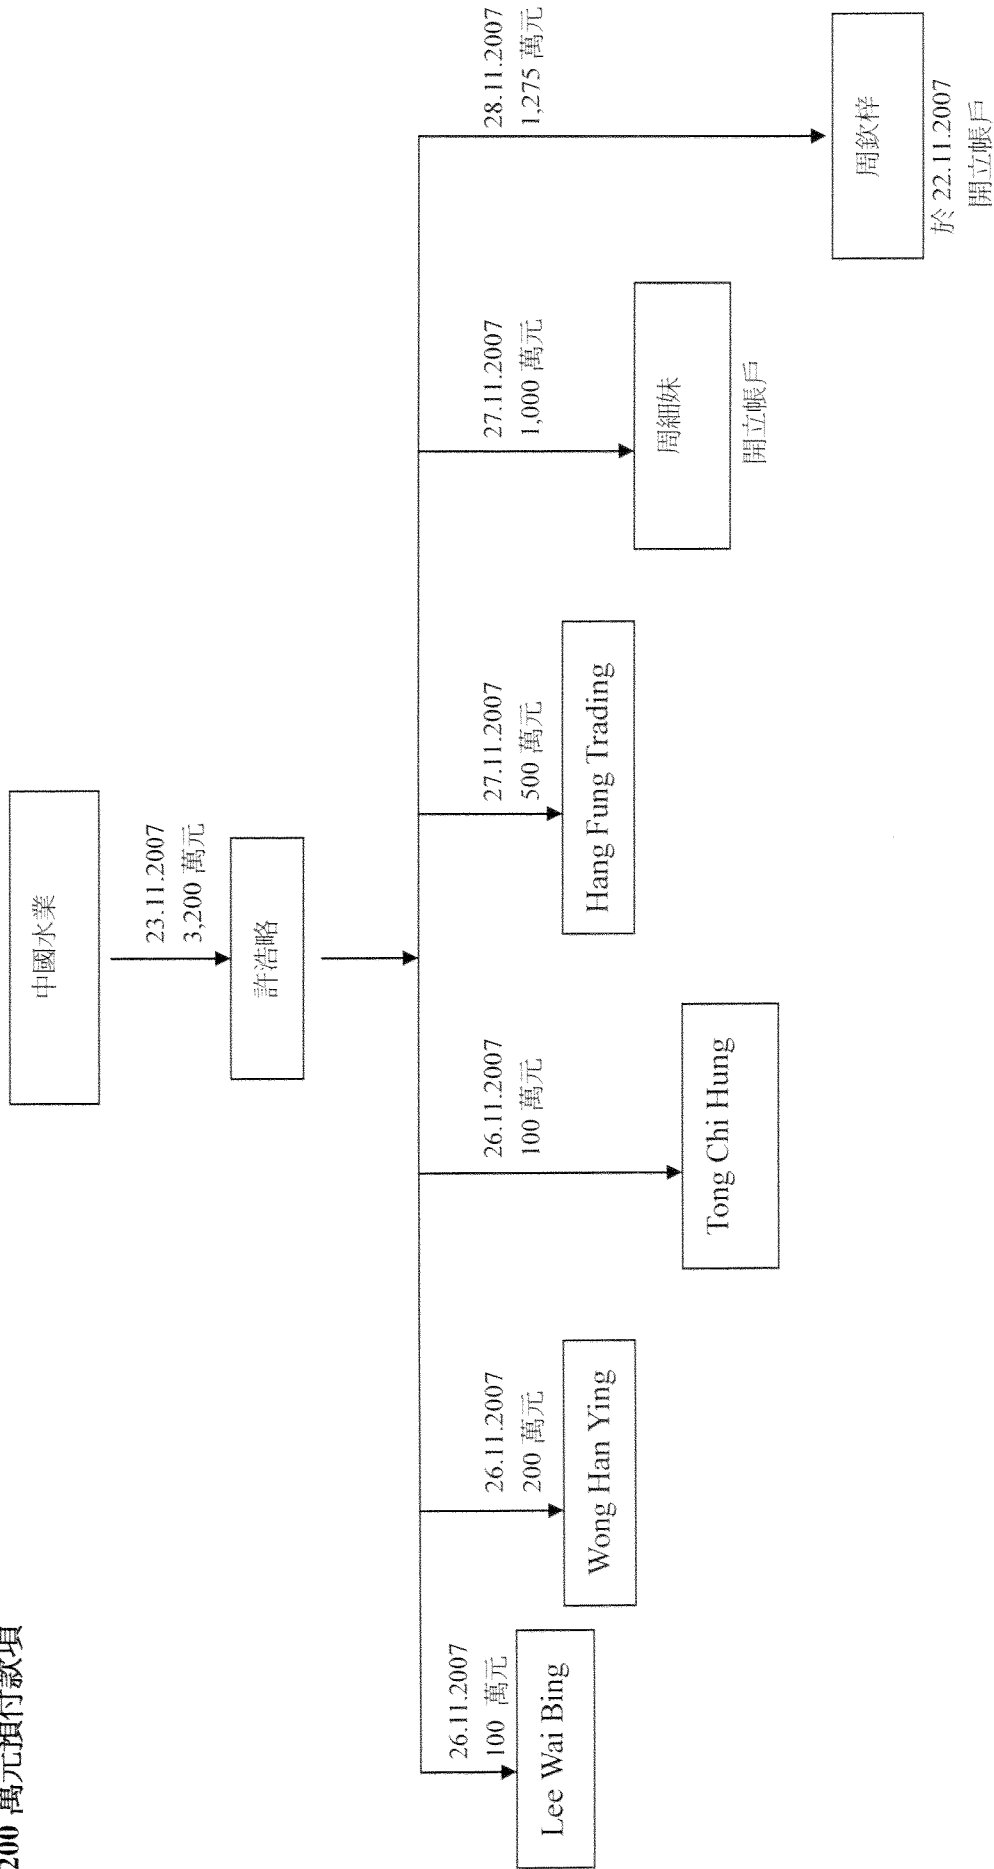 200 萬元預付款項
中國水業
23.11.2007
3,200 萬元
許浩略
26.11.2007
100 萬元
Lee Wai Bing
26.11.2007
200 萬元
Wong Han Ying
26.11.2007
100 萬元
Tong Chi Hung
27.11.2007
500 萬元
Hang Fung Trading
27.11.2007
1,000 萬元
周細妹
開立帳戶
28.11.2007
1,275 萬元
周欽梓
於 22.11.2007
開立帳戶